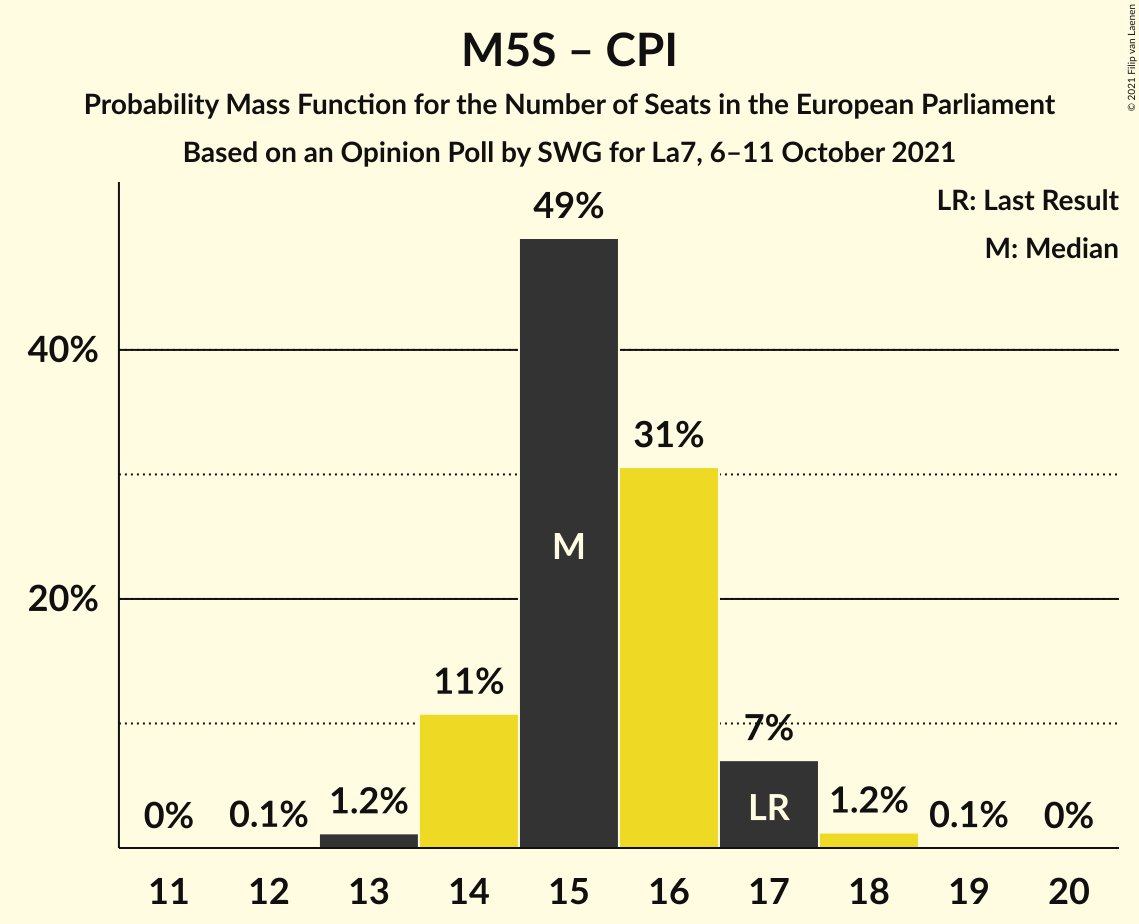 M5S – CPI
Probability Mass Function for the Number of Seats in the European Parliament
Based on an Opinion Poll by SWG for La7, 6–11 October 2021
© 2021 Filip van Laenen
LR: Last Result
M: Median
40%
20%
0%
0.1%
1.2%
11%
49%
31%
7%
1.2%
0.1%
0%
M
LR
11 12 13 14 15 16 17 18 19 20